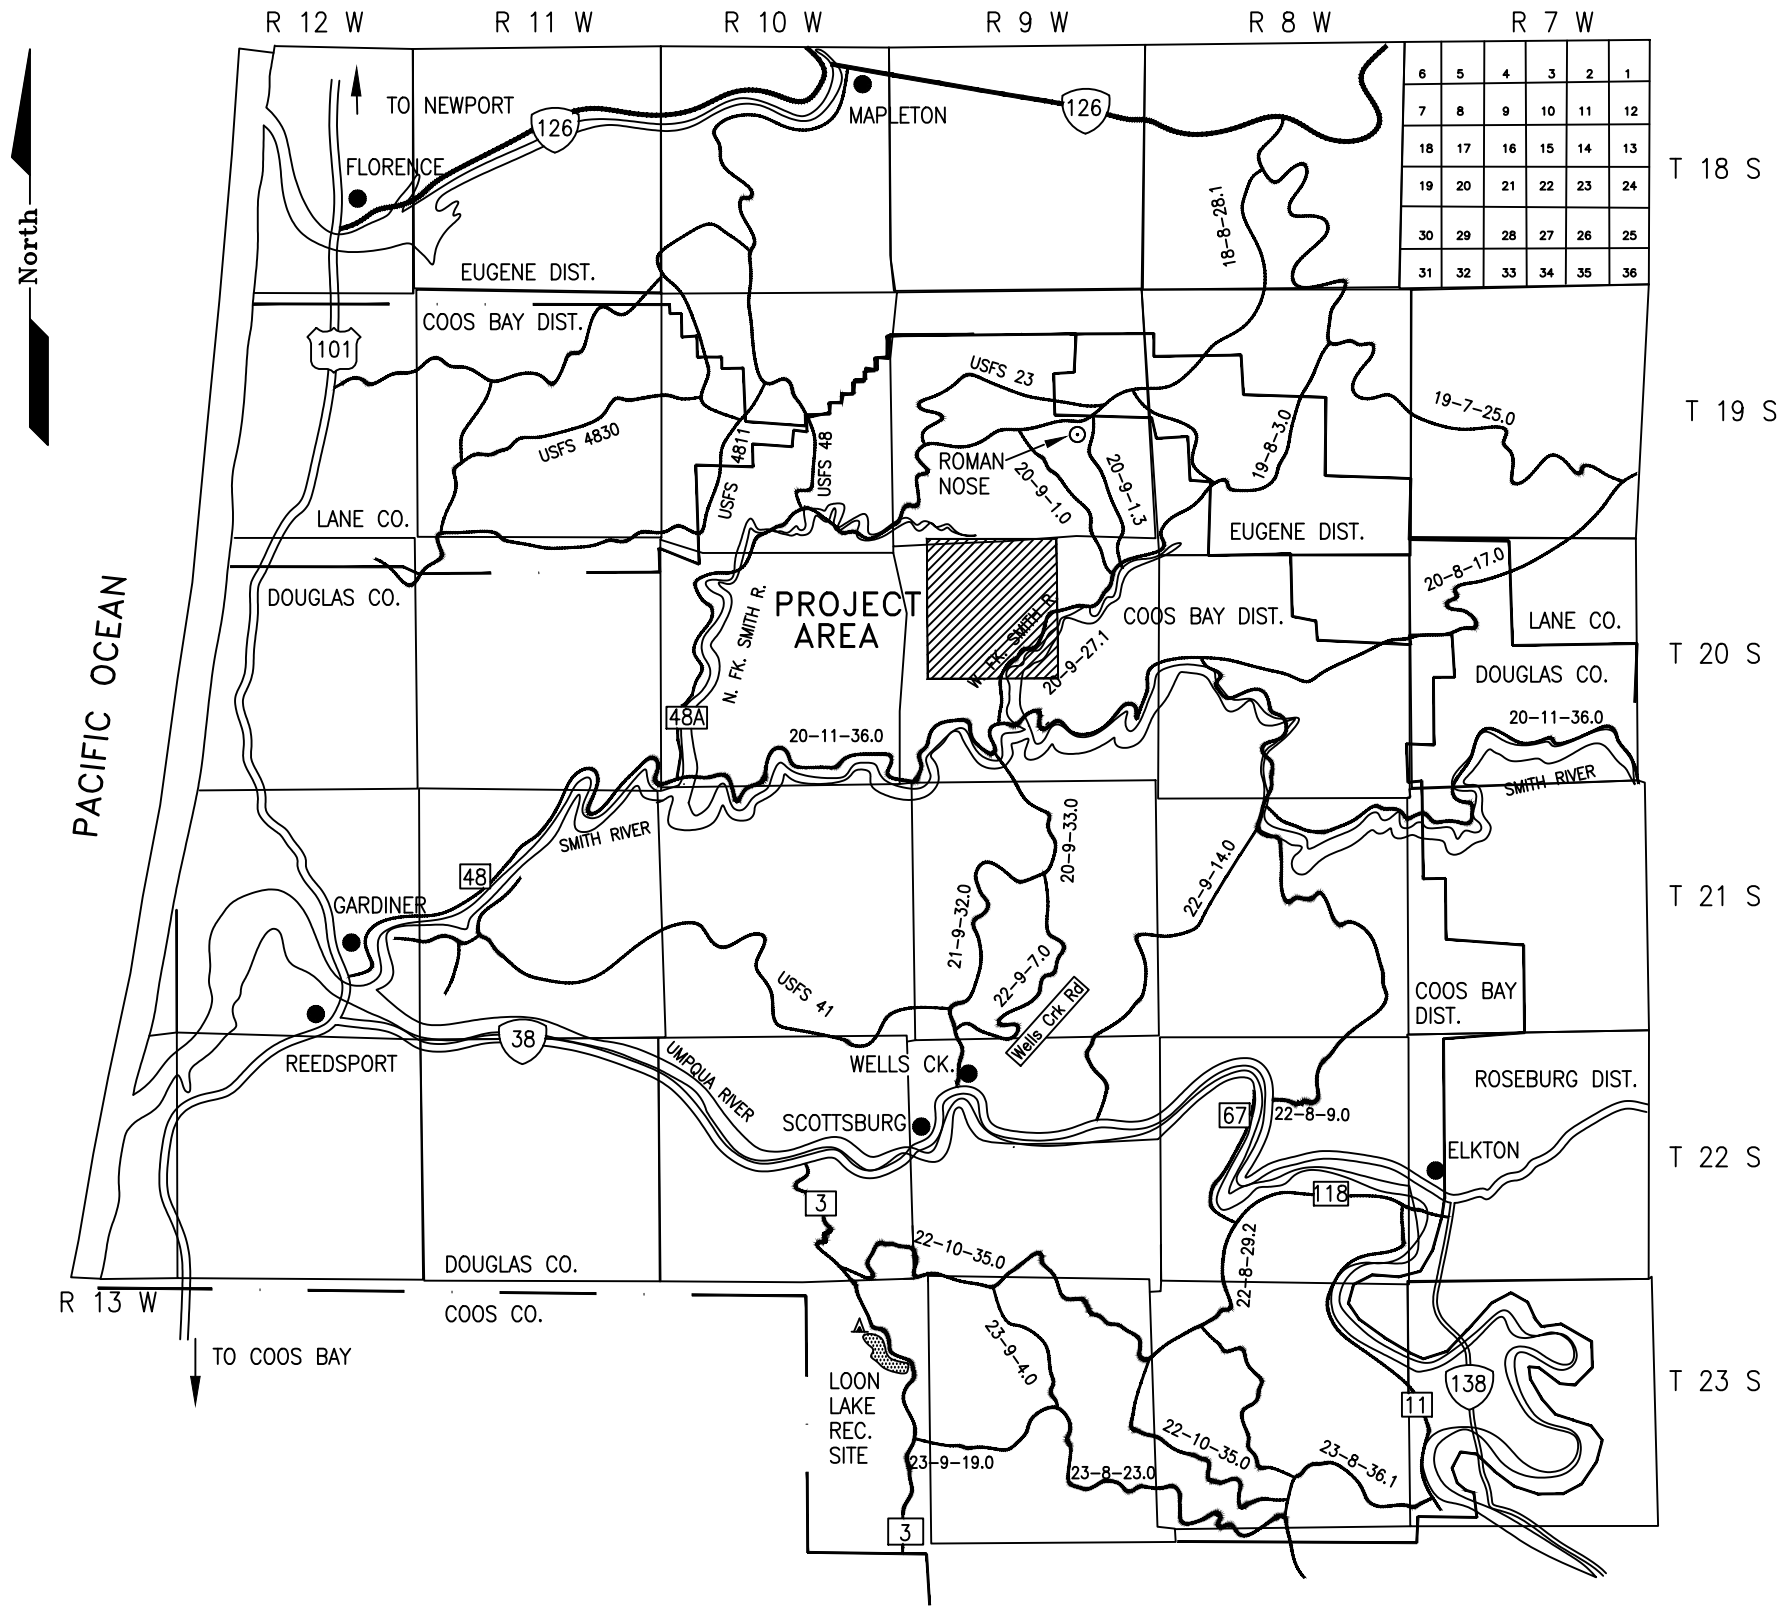 R 12 W
R 11 W
R 10 W
R 9 W
R 8 W
R 7 W
6 5 4 3 2 1
7 8 9 10 11 12
18 17 16 15 14 13
19 20 21 22 23 24
30 29 28 27 26 25
31 32 33 34 35 36
T 18 S
T 19 S
T 20 S
T 21 S
T 22 S
T 23 S
North
TO NEWPORT
126
MAPLETON
126
FLORENCE
18-8-28.1
EUGENE DIST.
COOS BAY DIST.
101
USFS 23
19-7-25.0
USFS 4830
USFS 4811
USFS 48
ROMAN
NOSE
20-9-1.0
20-9-1.3
19-8-3.0
LANE CO.
EUGENE DIST.
DOUGLAS CO.
PACIFIC OCEAN
N. FK. SMITH R.
PROJECT
AREA
W. FK. SMITH R.
20-9-27.1
COOS BAY DIST.
20-8-17.0
LANE CO.
DOUGLAS CO.
48A
20-11-36.0
20-11-36.0
SMITH RIVER
SMITH RIVER
48
20-9-33.0
22-9-14.0
GARDINER
21-9-32.0
22-9-7.0
USFS 41
Wells Crk Rd
COOS BAY
DIST.
38
REEDSPORT
UMPQUA RIVER
WELLS CK.
ROSEBURG DIST.
SCOTTSBURG
67
22-8-9.0
ELKTON
3
118
22-10-35.0
22-8-29.2
DOUGLAS CO.
R 13 W
COOS CO.
TO COOS BAY
23-9-4.0
LOON
LAKE
REC.
SITE
138
11
23-9-19.0
23-8-23.0
22-10-35.0
23-8-36.1
3